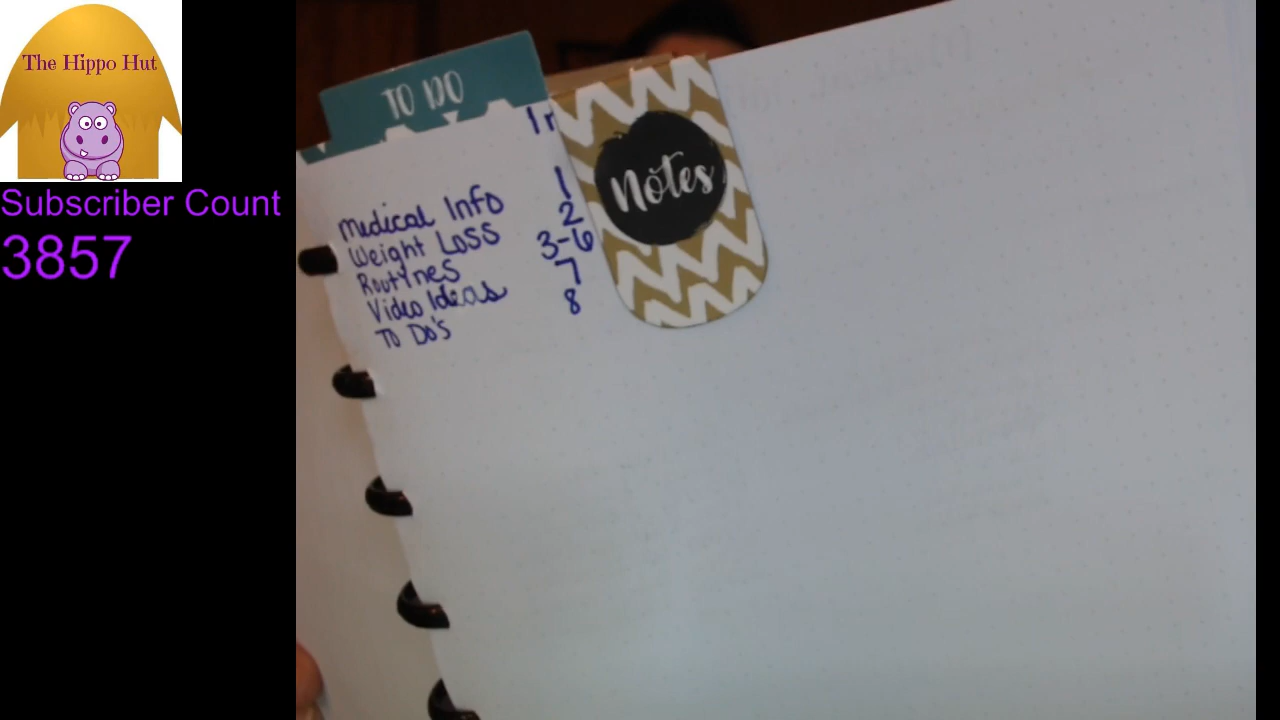 The Hippo Hut
Subscriber Count
3857
TO DO
Notes
Medical Info 1
Weight Loss 2
Routines 3-6
Video Ideas 7
To Do's 8